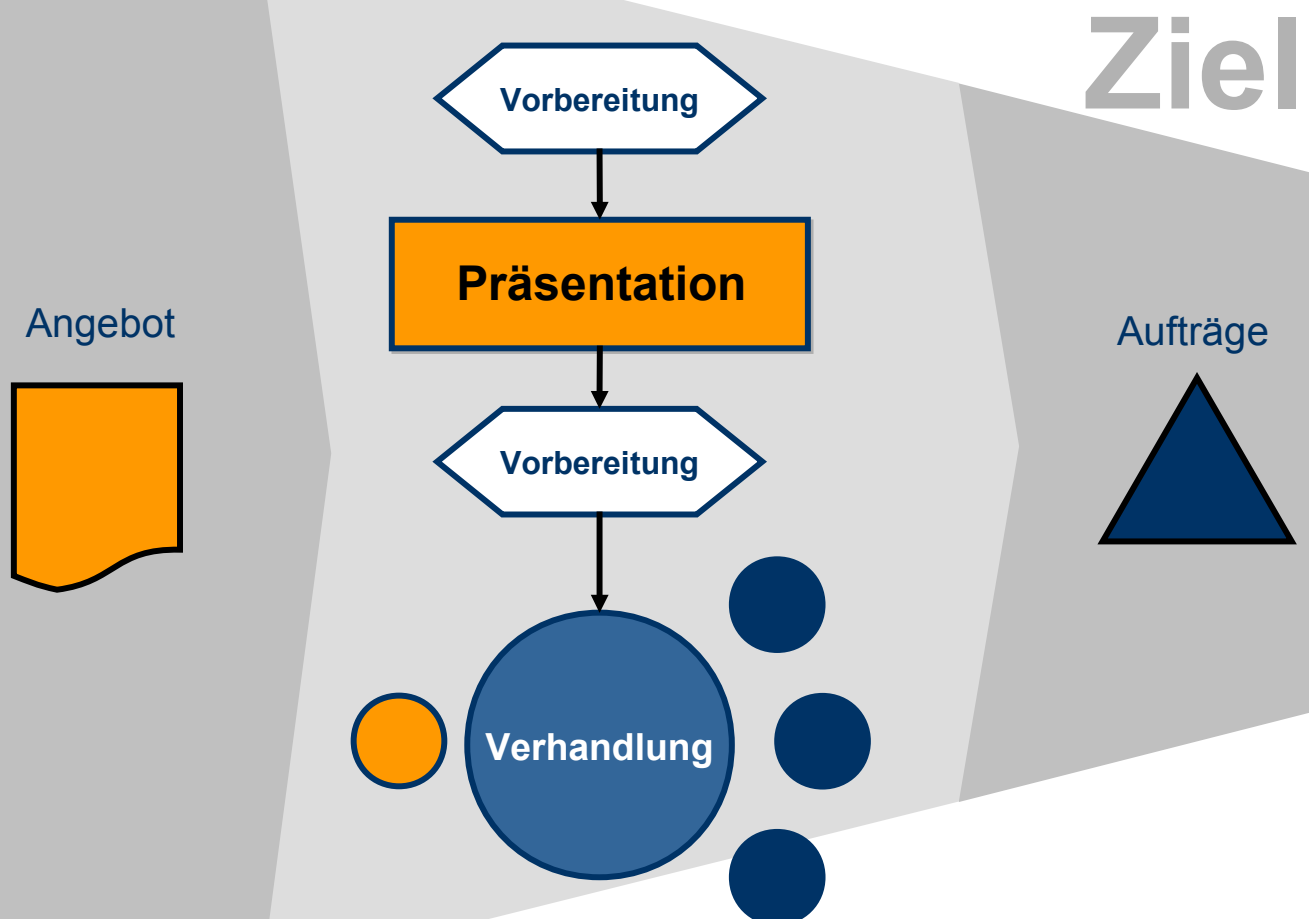 Ziel
Vorbereitung
Präsentation
Angebot
Aufträge
Vorbereitung
Verhandlung